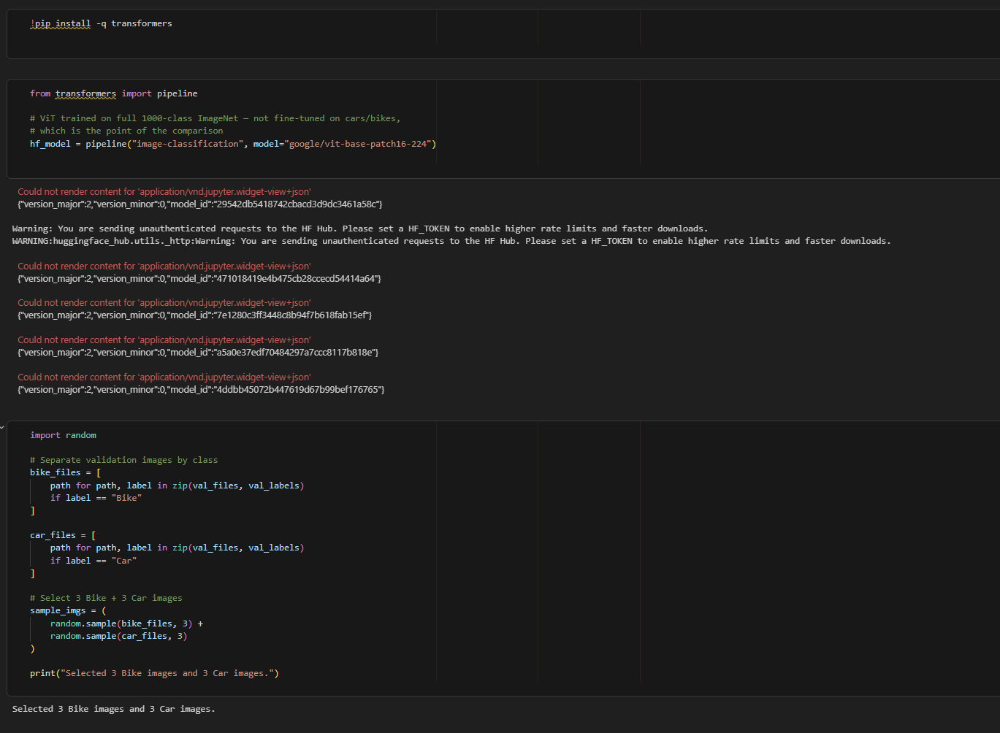 !pip install -q transformers
from transformers import pipeline
# ViT trained on full 1000-class ImageNet — not fine-tuned on cars/bikes,
# which is the point of the comparison
hf_model = pipeline("image-classification", model="google/vit-base-patch16-224")
Could not render content for 'application/vnd.jupyter.widget-view+json'
{"version_major":2,"version_minor":0,"model_id":"29542db5418742cbacd3d9dc3461a58c"}
Warning: You are sending unauthenticated requests to the HF Hub. Please set a HF_TOKEN to enable higher rate limits and faster downloads.
WARNING:huggingface_hub.utils._http:Warning: You are sending unauthenticated requests to the HF Hub. Please set a HF_TOKEN to enable higher rate limits and faster downloads.
Could not render content for 'application/vnd.jupyter.widget-view+json'
{"version_major":2,"version_minor":0,"model_id":"471018419e4b475cb28ccecd54414a64"}
Could not render content for 'application/vnd.jupyter.widget-view+json'
{"version_major":2,"version_minor":0,"model_id":"7e1280c3ff3448c8b94f7b618fab15ef"}
Could not render content for 'application/vnd.jupyter.widget-view+json'
{"version_major":2,"version_minor":0,"model_id":"a5a0e37edf70484297a7ccc8117b818e"}
Could not render content for 'application/vnd.jupyter.widget-view+json'
{"version_major":2,"version_minor":0,"model_id":"4ddbb45072b447619d67b99bef176765"}
import random
# Separate validation images by class
bike_files = [
    path for path, label in zip(val_files, val_labels)
    if label == "Bike"
]
car_files = [
    path for path, label in zip(val_files, val_labels)
    if label == "Car"
]
# Select 3 Bike + 3 Car images
sample_imgs = (
    random.sample(bike_files, 3) +
    random.sample(car_files, 3)
)
print("Selected 3 Bike images and 3 Car images.")
Selected 3 Bike images and 3 Car images.